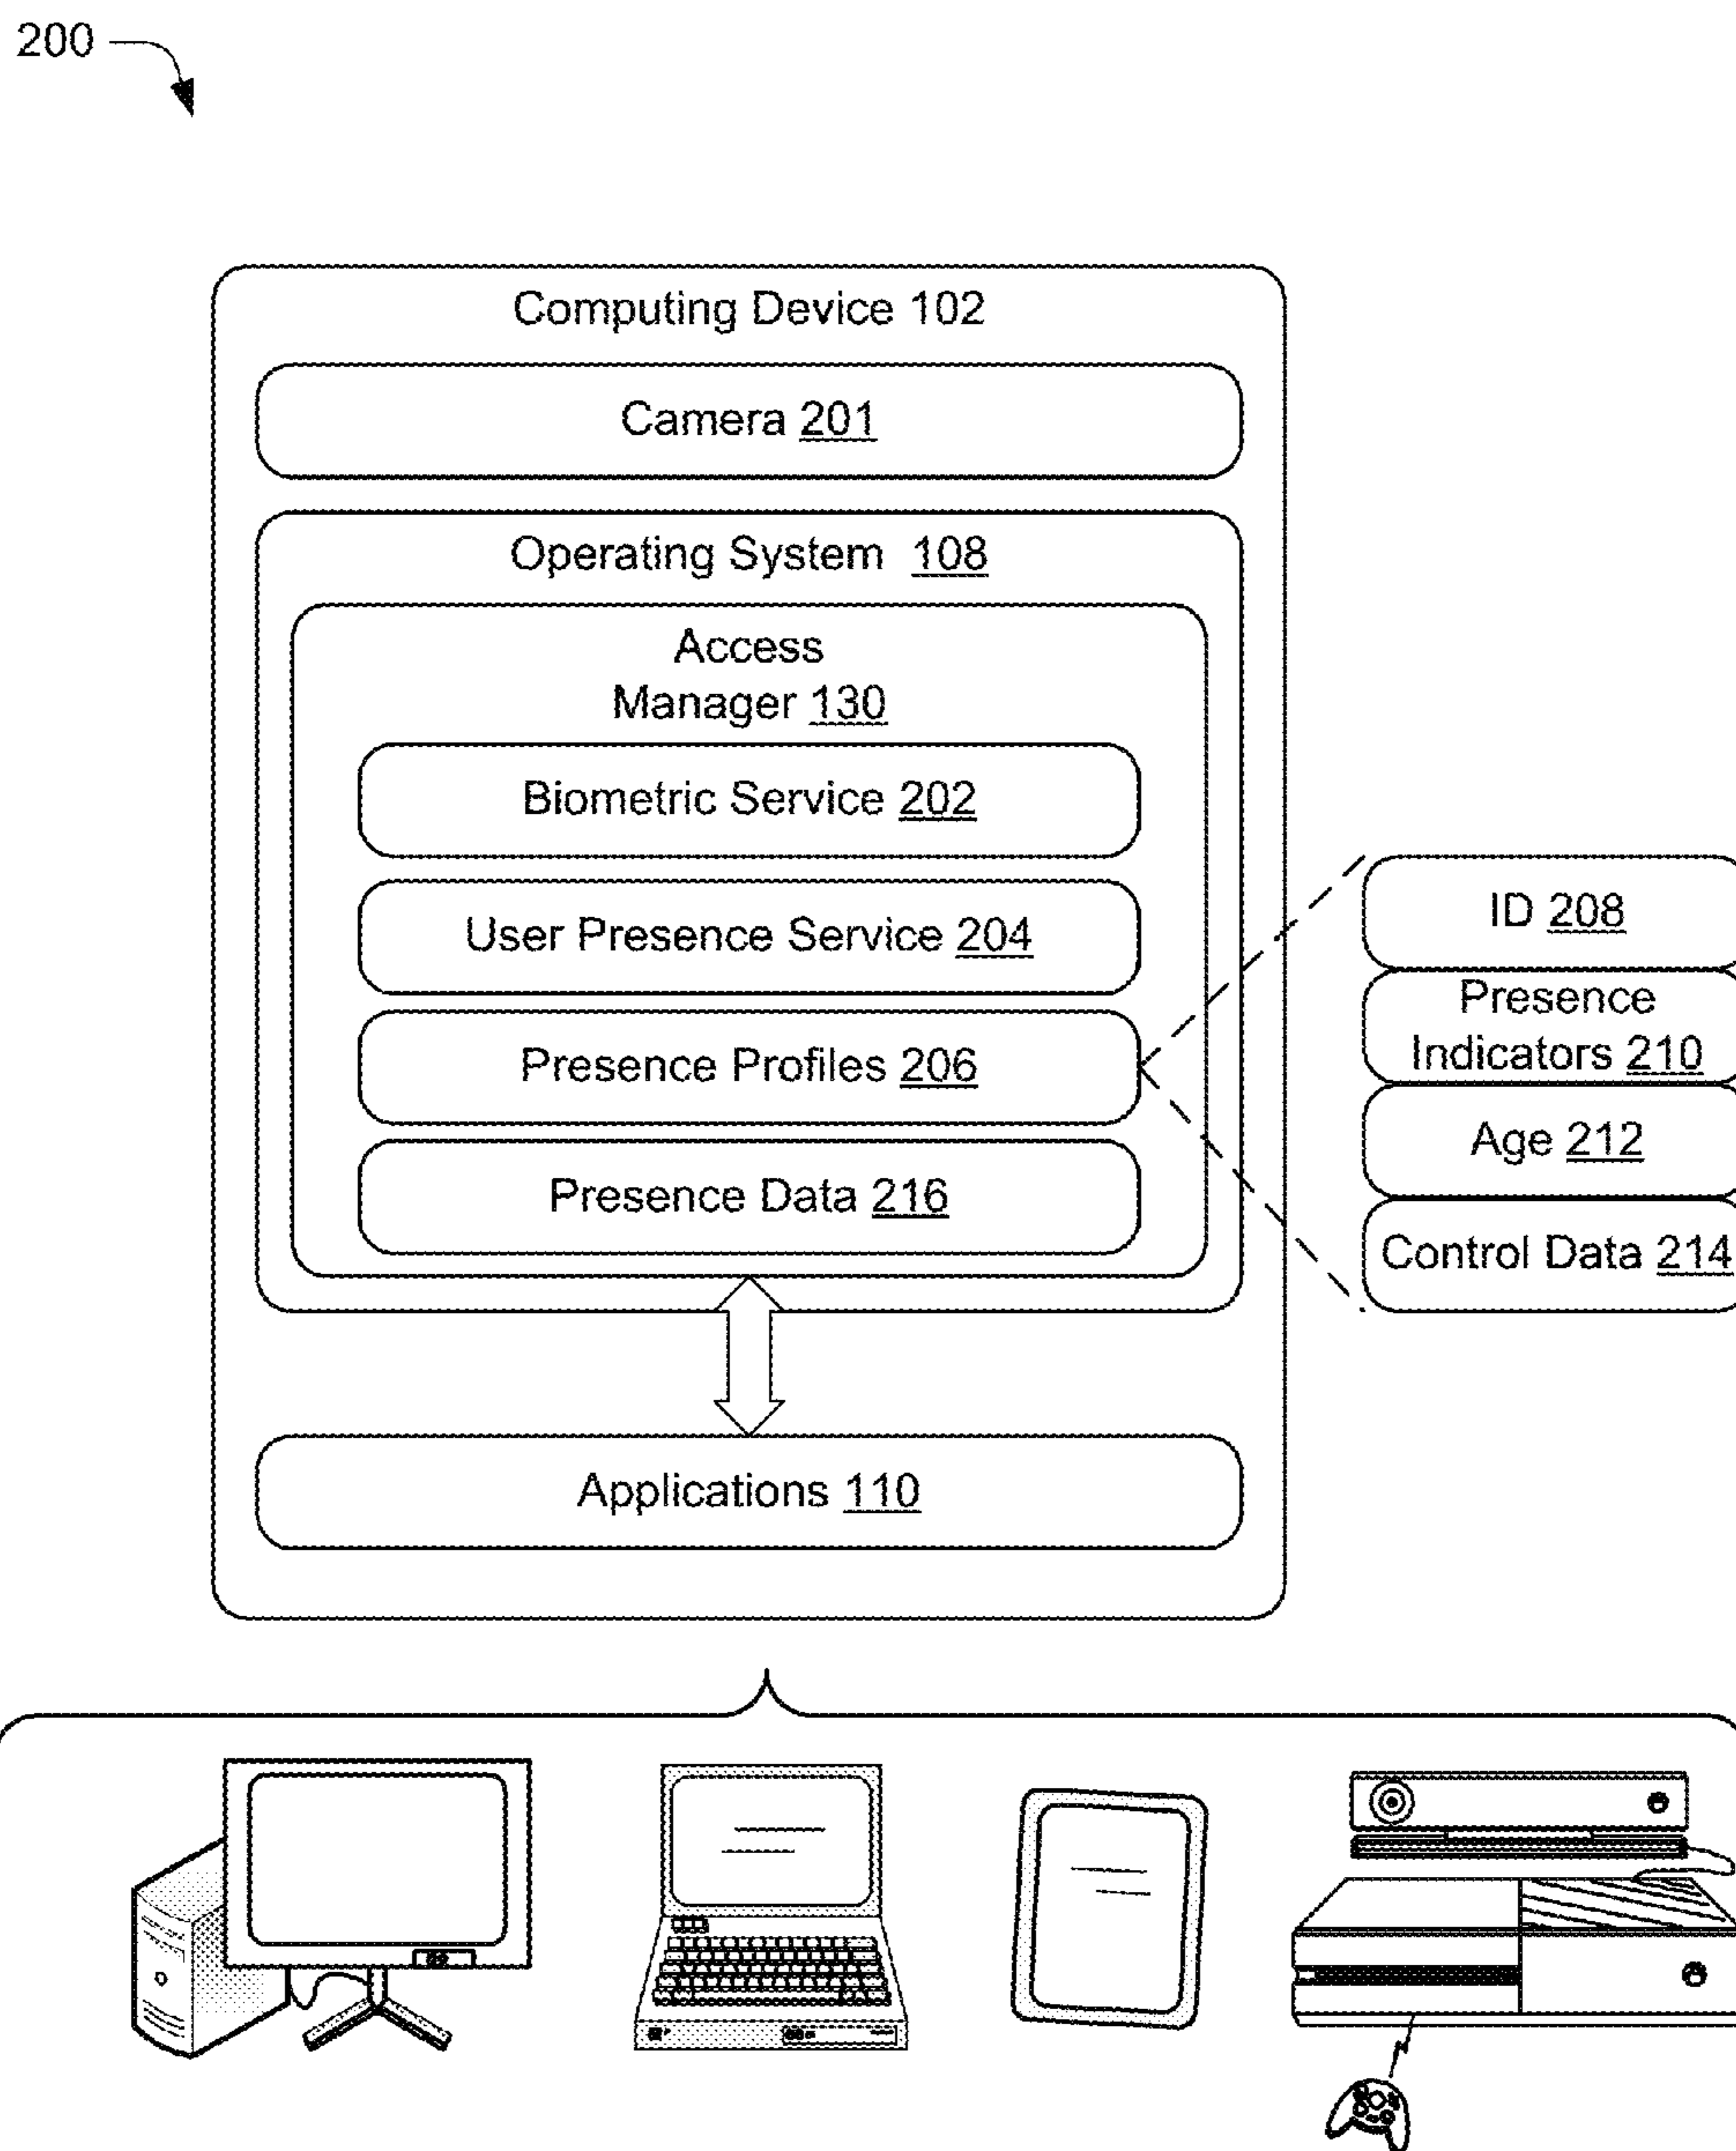 200
Computing Device 102
Camera 201
Operating System 108
Access
Manager 130
Biometric Service 202
User Presence Service 204
Presence Profiles 206
Presence Data 216
ID 208
Presence
Indicators 210
Age 212
Control Data 214
Applications 110